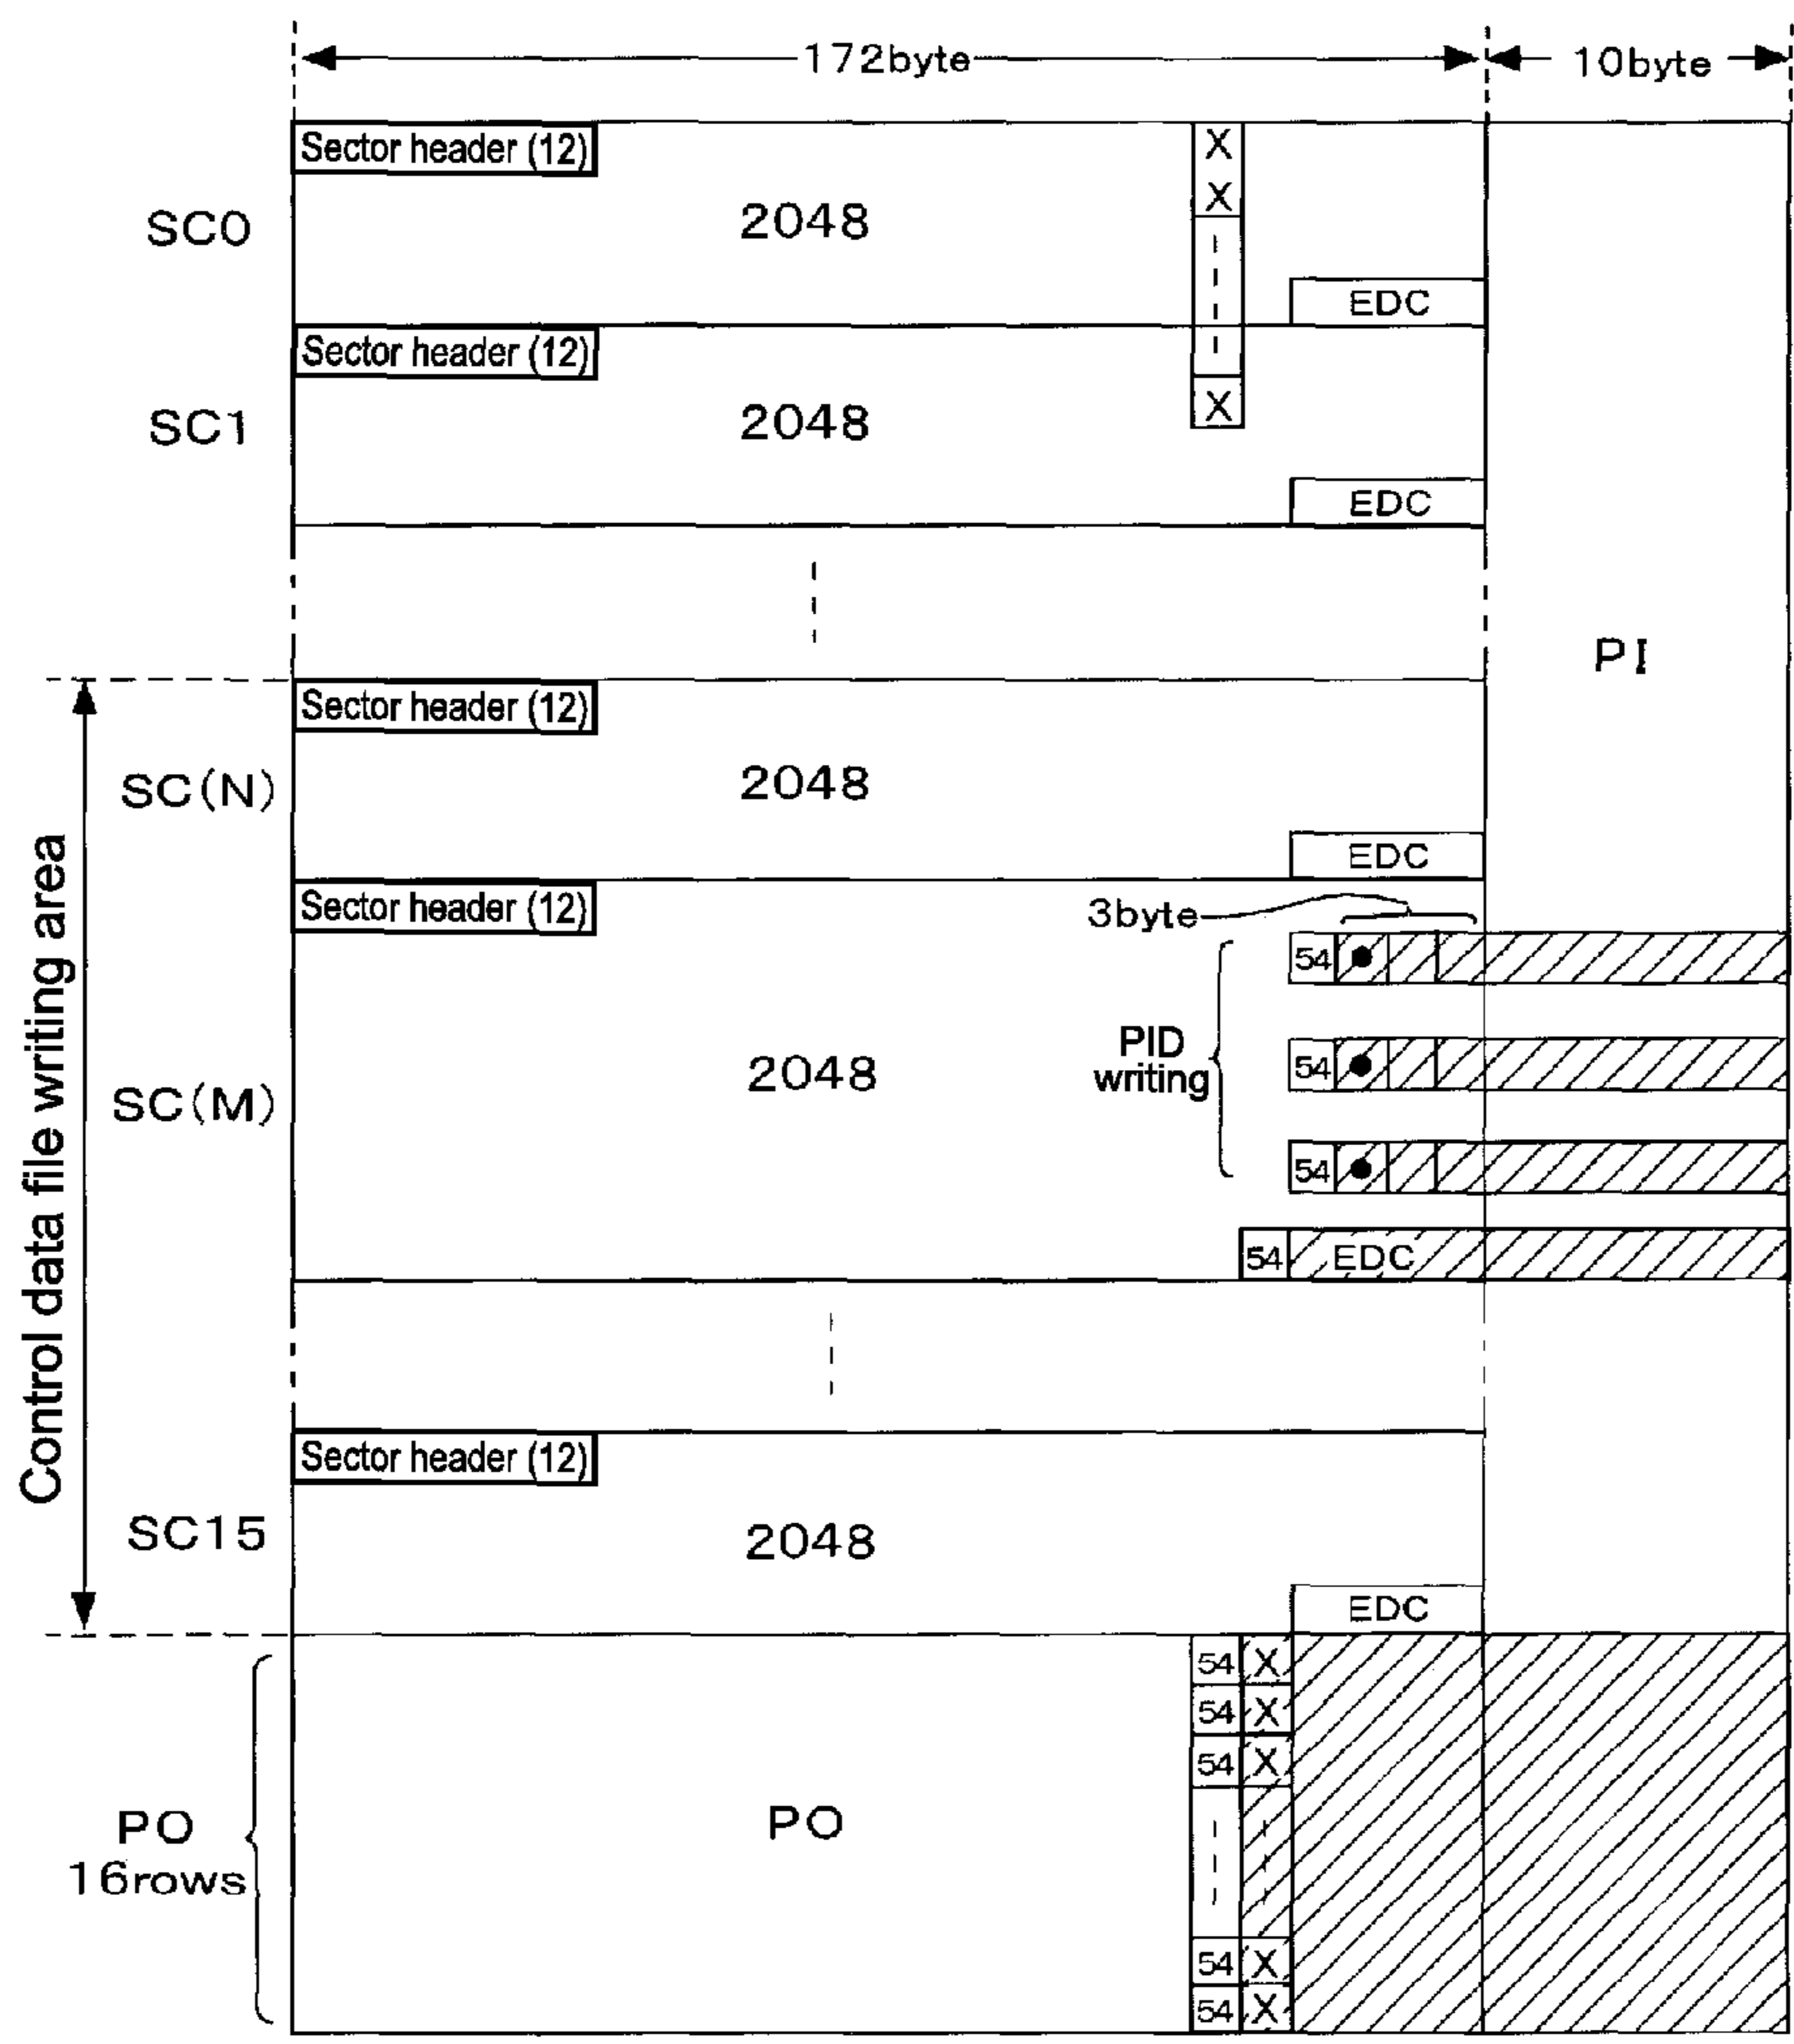 172byte 10byte
Sector header (12) X
X
SC0 2048
EDC
Sector header (12)
X
SC1 2048
EDC
PI
Sector header (12)
SC(N) 2048
EDC
Sector header (12)
3byte
54
PID
writing
54
SC(M) 2048
54
54 EDC
Control data file writing area
Sector header (12)
SC15 2048
EDC
54 X
54 X
54 X
PO
16rows
PO
54 X
54 X